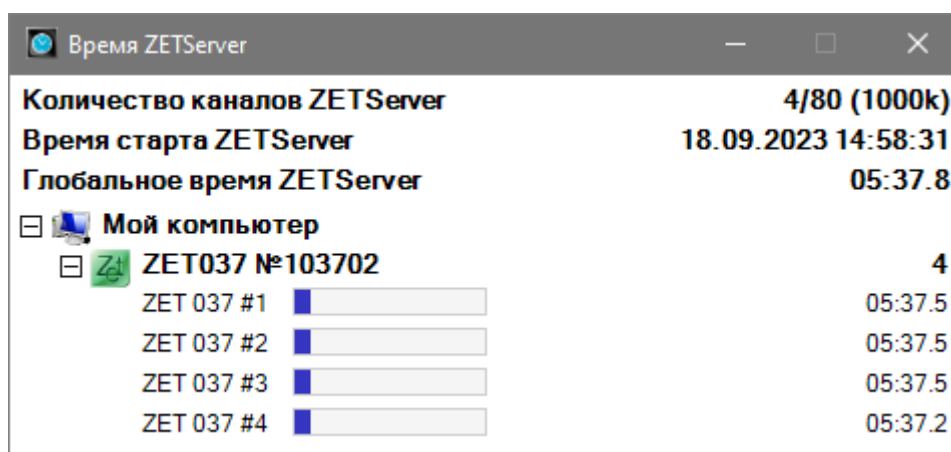 Время ZETServer
Количество каналов ZETServer 4/80 (1000k)
Время старта ZETServer 18.09.2023 14:58:31
Глобальное время ZETServer 05:37.8
Мой компьютер
ZET037 №103702 4
ZET 037 #1 05:37.5
ZET 037 #2 05:37.5
ZET 037 #3 05:37.5
ZET 037 #4 05:37.2